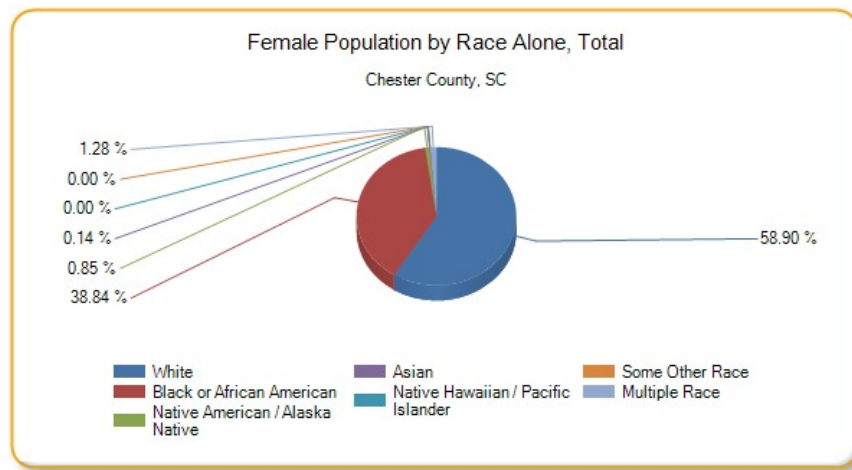 Female Population by Race Alone, Total
Chester County, SC
1.28 %
0.00 %
0.00 %
0.14 %
0.85 %
38.84 %
58.90 %
White
Black or African American
Native American / Alaska
Native
Asian
Native Hawaiian / Pacific
Islander
Some Other Race
Multiple Race